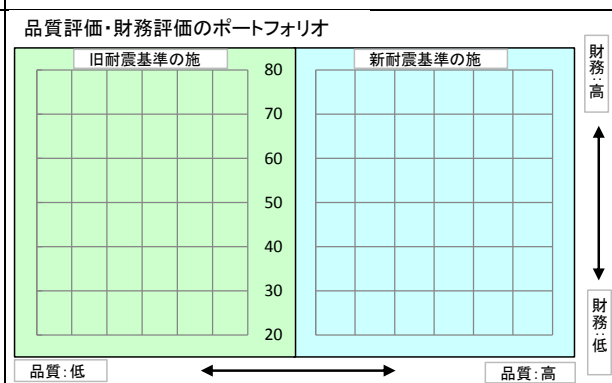 品質評価・財務評価のポートフォリオ
旧耐震基準の施
新耐震基準の施
80
70
60
50
40
30
20
財務:高
財務:低
品質:低
品質:高